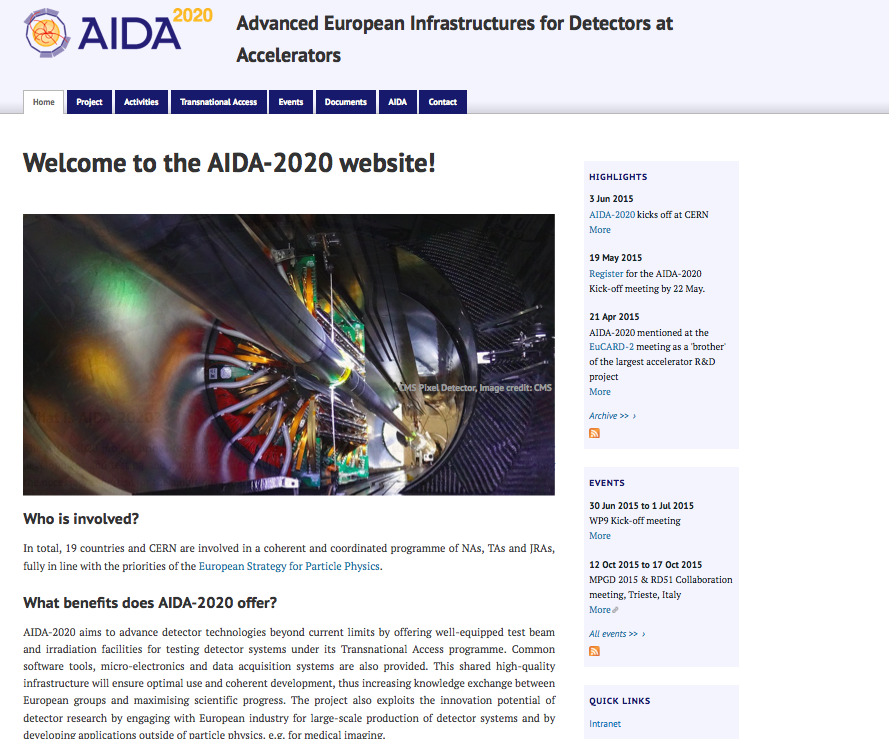 AIDA 2020
Advanced European Infrastructures for Detectors at
Accelerators
Home Project Activities Transnational Access Events Documents AIDA Contact
Welcome to the AIDA-2020 website!
CMS Pixel Detector, Image credit: CMS
Who is involved?
In total, 19 countries and CERN are involved in a coherent and coordinated programme of NAs, TAs and JRAs,
fully in line with the priorities of the European Strategy for Particle Physics.
What benefits does AIDA-2020 offer?
AIDA-2020 aims to advance detector technologies beyond current limits by offering well-equipped test beam
and irradiation facilities for testing detector systems under its Transnational Access programme. Common
software tools, micro-electronics and data acquisition systems are also provided. This shared high-quality
infrastructure will ensure optimal use and coherent development, thus increasing knowledge exchange between
European groups and maximising scientific progress. The project also exploits the innovation potential of
detector research by engaging with European industry for large-scale production of detector systems and by
developing applications outside of particle physics, e.g. for medical imaging.
HIGHLIGHTS
3 Jun 2015
AIDA-2020 kicks off at CERN
More
19 May 2015
Register for the AIDA-2020
Kick-off meeting by 22 May.
21 Apr 2015
AIDA-2020 mentioned at the
EuCARD-2 meeting as a 'brother'
of the largest accelerator R&D
project
More
Archive >> ›
EVENTS
30 Jun 2015 to 1 Jul 2015
WP9 Kick-off meeting
More
12 Oct 2015 to 17 Oct 2015
MPGD 2015 & RD51 Collaboration
meeting, Trieste, Italy
More
All events >> ›
QUICK LINKS
Intranet